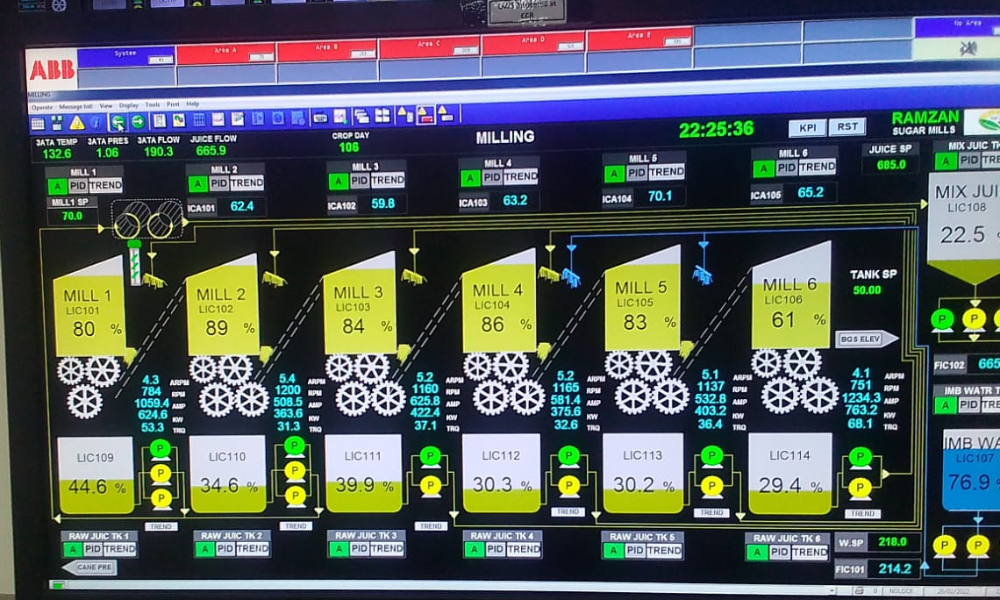 CCR
System
Area A
Area B
Area C
Area D
Area E
No Area
ABB
MILLING
Operate Message list! View Display Tools Print Help
3ATA TEMP 3ATA PRES 3ATA FLOW JUICE FLOW CROP DAY MILLING 22:25:36 KPI RST RAMZAN
SUGAR MILLS
132.6 1.06 190.3 665.9 106
JUICE SP
685.0
MIX JUIC TK
A PID TRE
MILL 1 MILL 2 MILL 3 MILL 4 MILL 5 MILL 6
A PID TREND A PID TREND A PID TREND A PID TREND A PID TREND A PID TREND
MILL1 SP
70.0
ICA101 62.4 ICA102 59.8 ICA103 63.2 ICA104 70.1 ICA105 65.2
MIX JUI
LIC108
22.5 %
MILL 1 MILL 2 MILL 3 MILL 4 MILL 5 MILL 6
LIC101 LIC102 LIC103 LIC104 LIC105 LIC106
80 % 89 % 84 % 86 % 83 % 61 %
TANK SP
50.00
P P
BGS ELEV
FIC102 665
IMB WATR T
A PID TRE
4.3 ARPM 5.4 ARPM 5.2 ARPM 5.2 ARPM 5.1 ARPM 4.1 ARPM
784 RPM 1200 RPM 1160 RPM 1165 RPM 1137 RPM 751 RPM
1059.4 AMP 508.5 AMP 625.8 AMP 581.4 AMP 532.8 AMP 1234.3 AMP
624.6 KW 363.6 KW 422.4 KW 375.6 KW 403.2 KW 763.2 KW
53.3 TRQ 31.3 TRQ 37.1 TRQ 32.6 TRQ 36.4 TRQ 68.1 TRQ
LIC109 LIC110 LIC111 LIC112 LIC113 LIC114
44.6 % 34.6 % 39.9 % 30.3 % 30.2 % 29.4 %
P P P P P P
P P P P P P
P P
IMB WA
LIC107
76.9 %
TREND TREND TREND TREND TREND TREND
RAW JUIC TK 1 RAW JUIC TK 2 RAW JUIC TK 3 RAW JUIC TK 4 RAW JUIC TK 5 RAW JUIC TK 6
A PID TREND A PID TREND A PID TREND A PID TREND A PID TREND A PID TREND
W.SP 218.0
FIC101 214.2
P P
CANE PRE
NOLOCK 26/02/2022